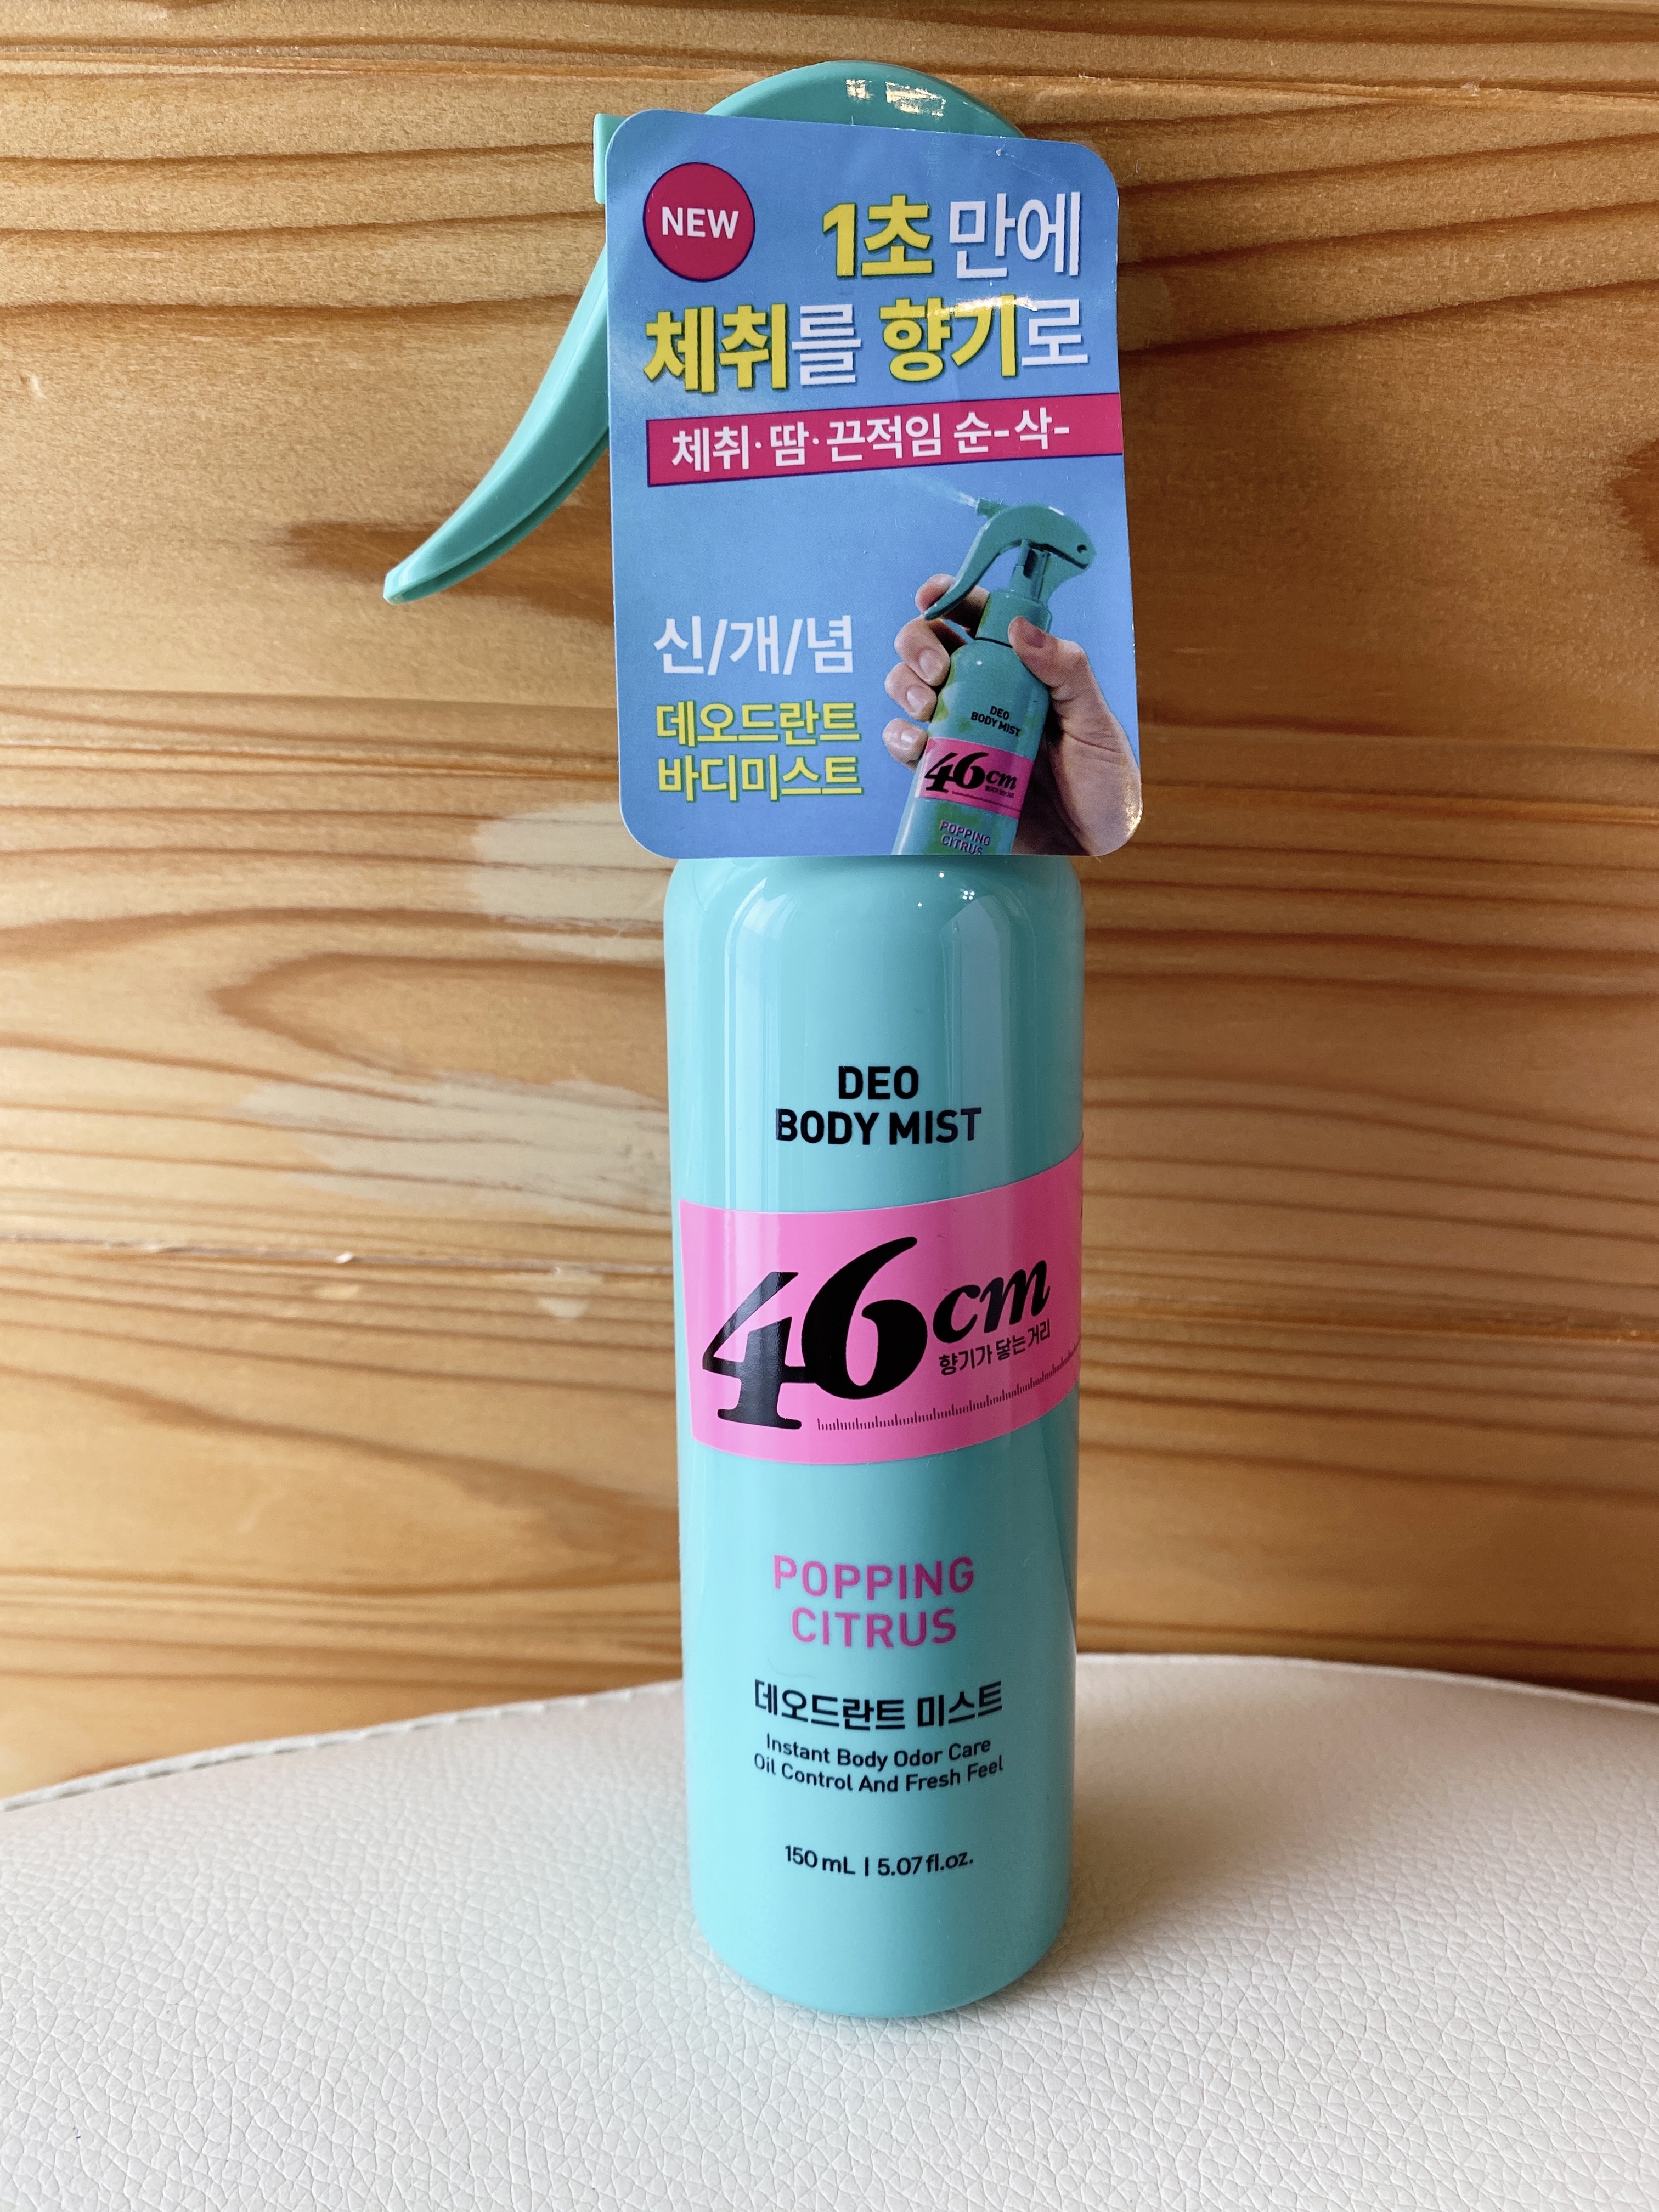 NEW
1초 만에
체취를 향기로
체취·땀·끈적임 순-삭-
신/개/념
데오드란트
바디미스트
DEO
BODY MIST
46cm
POPPING
CITRUS
DEO
BODY MIST
46cm
향기가 닿는 거리
POPPING
CITRUS
데오드란트 미스트
Instant Body Odor Care
Oil Control And Fresh Feel
150 mL | 5.07 fl.oz.